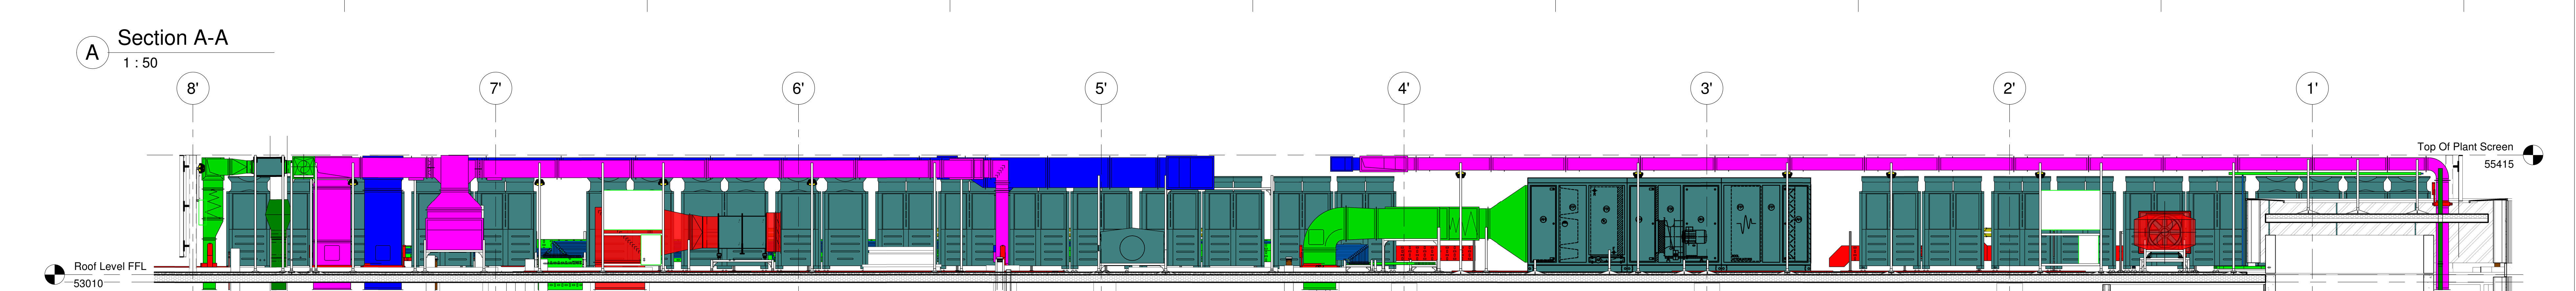 A
Section A-A
1 : 50
8'
7'
6'
5'
4'
3'
2'
1'
Top Of Plant Screen
55415
Roof Level FFL
53010